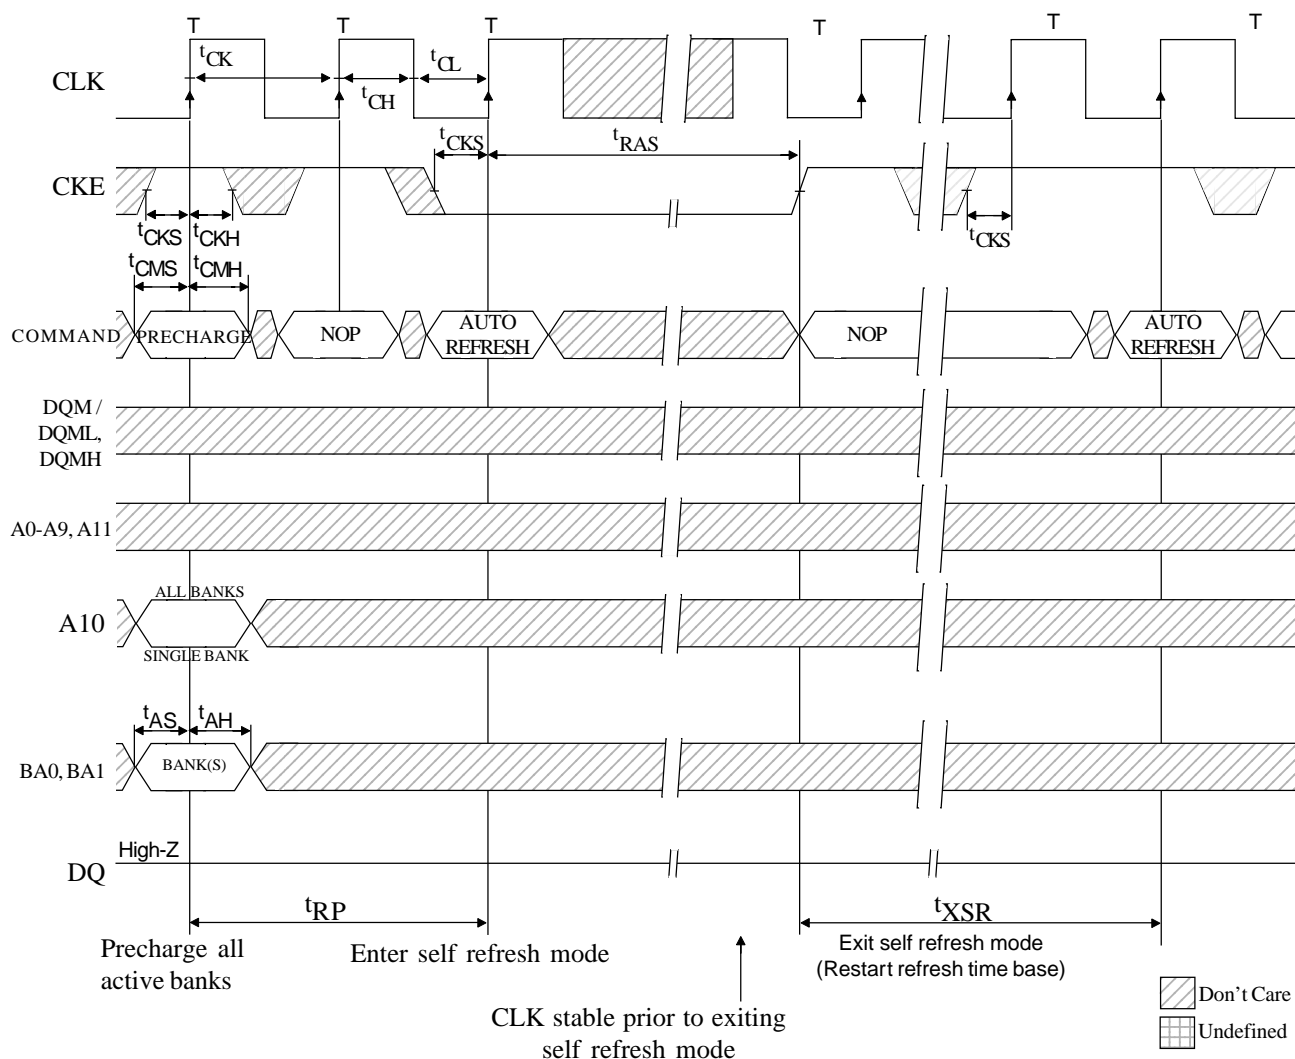 T T T T T T
tCK tCL
CLK
tCH
tCKS tRAS
CKE
tCKS tCKH tCKS
tCMS tCMH
COMMAND PRECHARGE NOP AUTO REFRESH NOP AUTO REFRESH
DQM /
DQML,
DQMH
A0-A9, A11
ALL BANKS
A10
SINGLE BANK
tAS tAH
BA0, BA1 BANK(S)
High-Z
DQ
tRP tXSR
Precharge all
active banks
Enter self refresh mode
Exit self refresh mode
(Restart refresh time base)
CLK stable prior to exiting
self refresh mode
Don't Care
Undefined